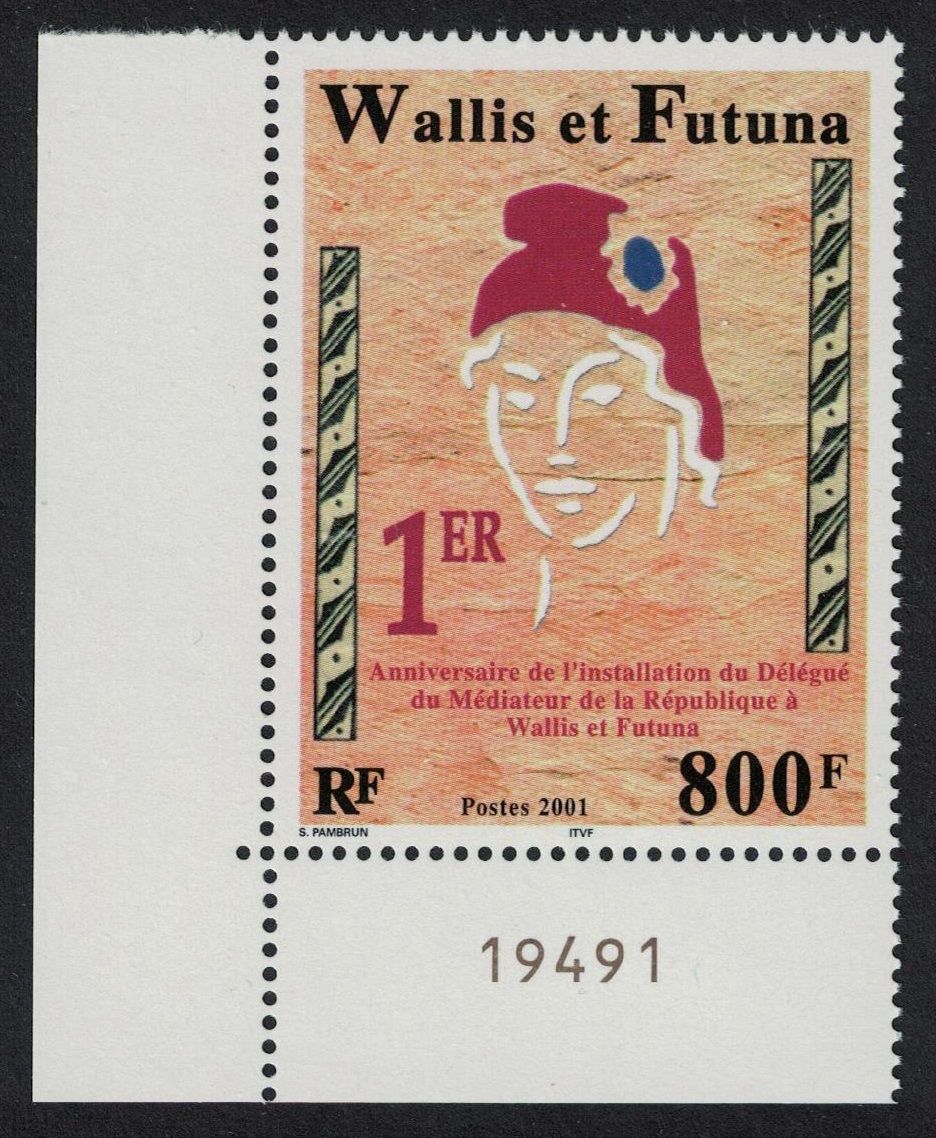 Wallis et Futuna
1ER
Anniversaire de l'installation du Délégué
du Médiateur de la République à
Wallis et Futuna
RF
Postes 2001
800F
S. PAMBRUN
ITVF
19491